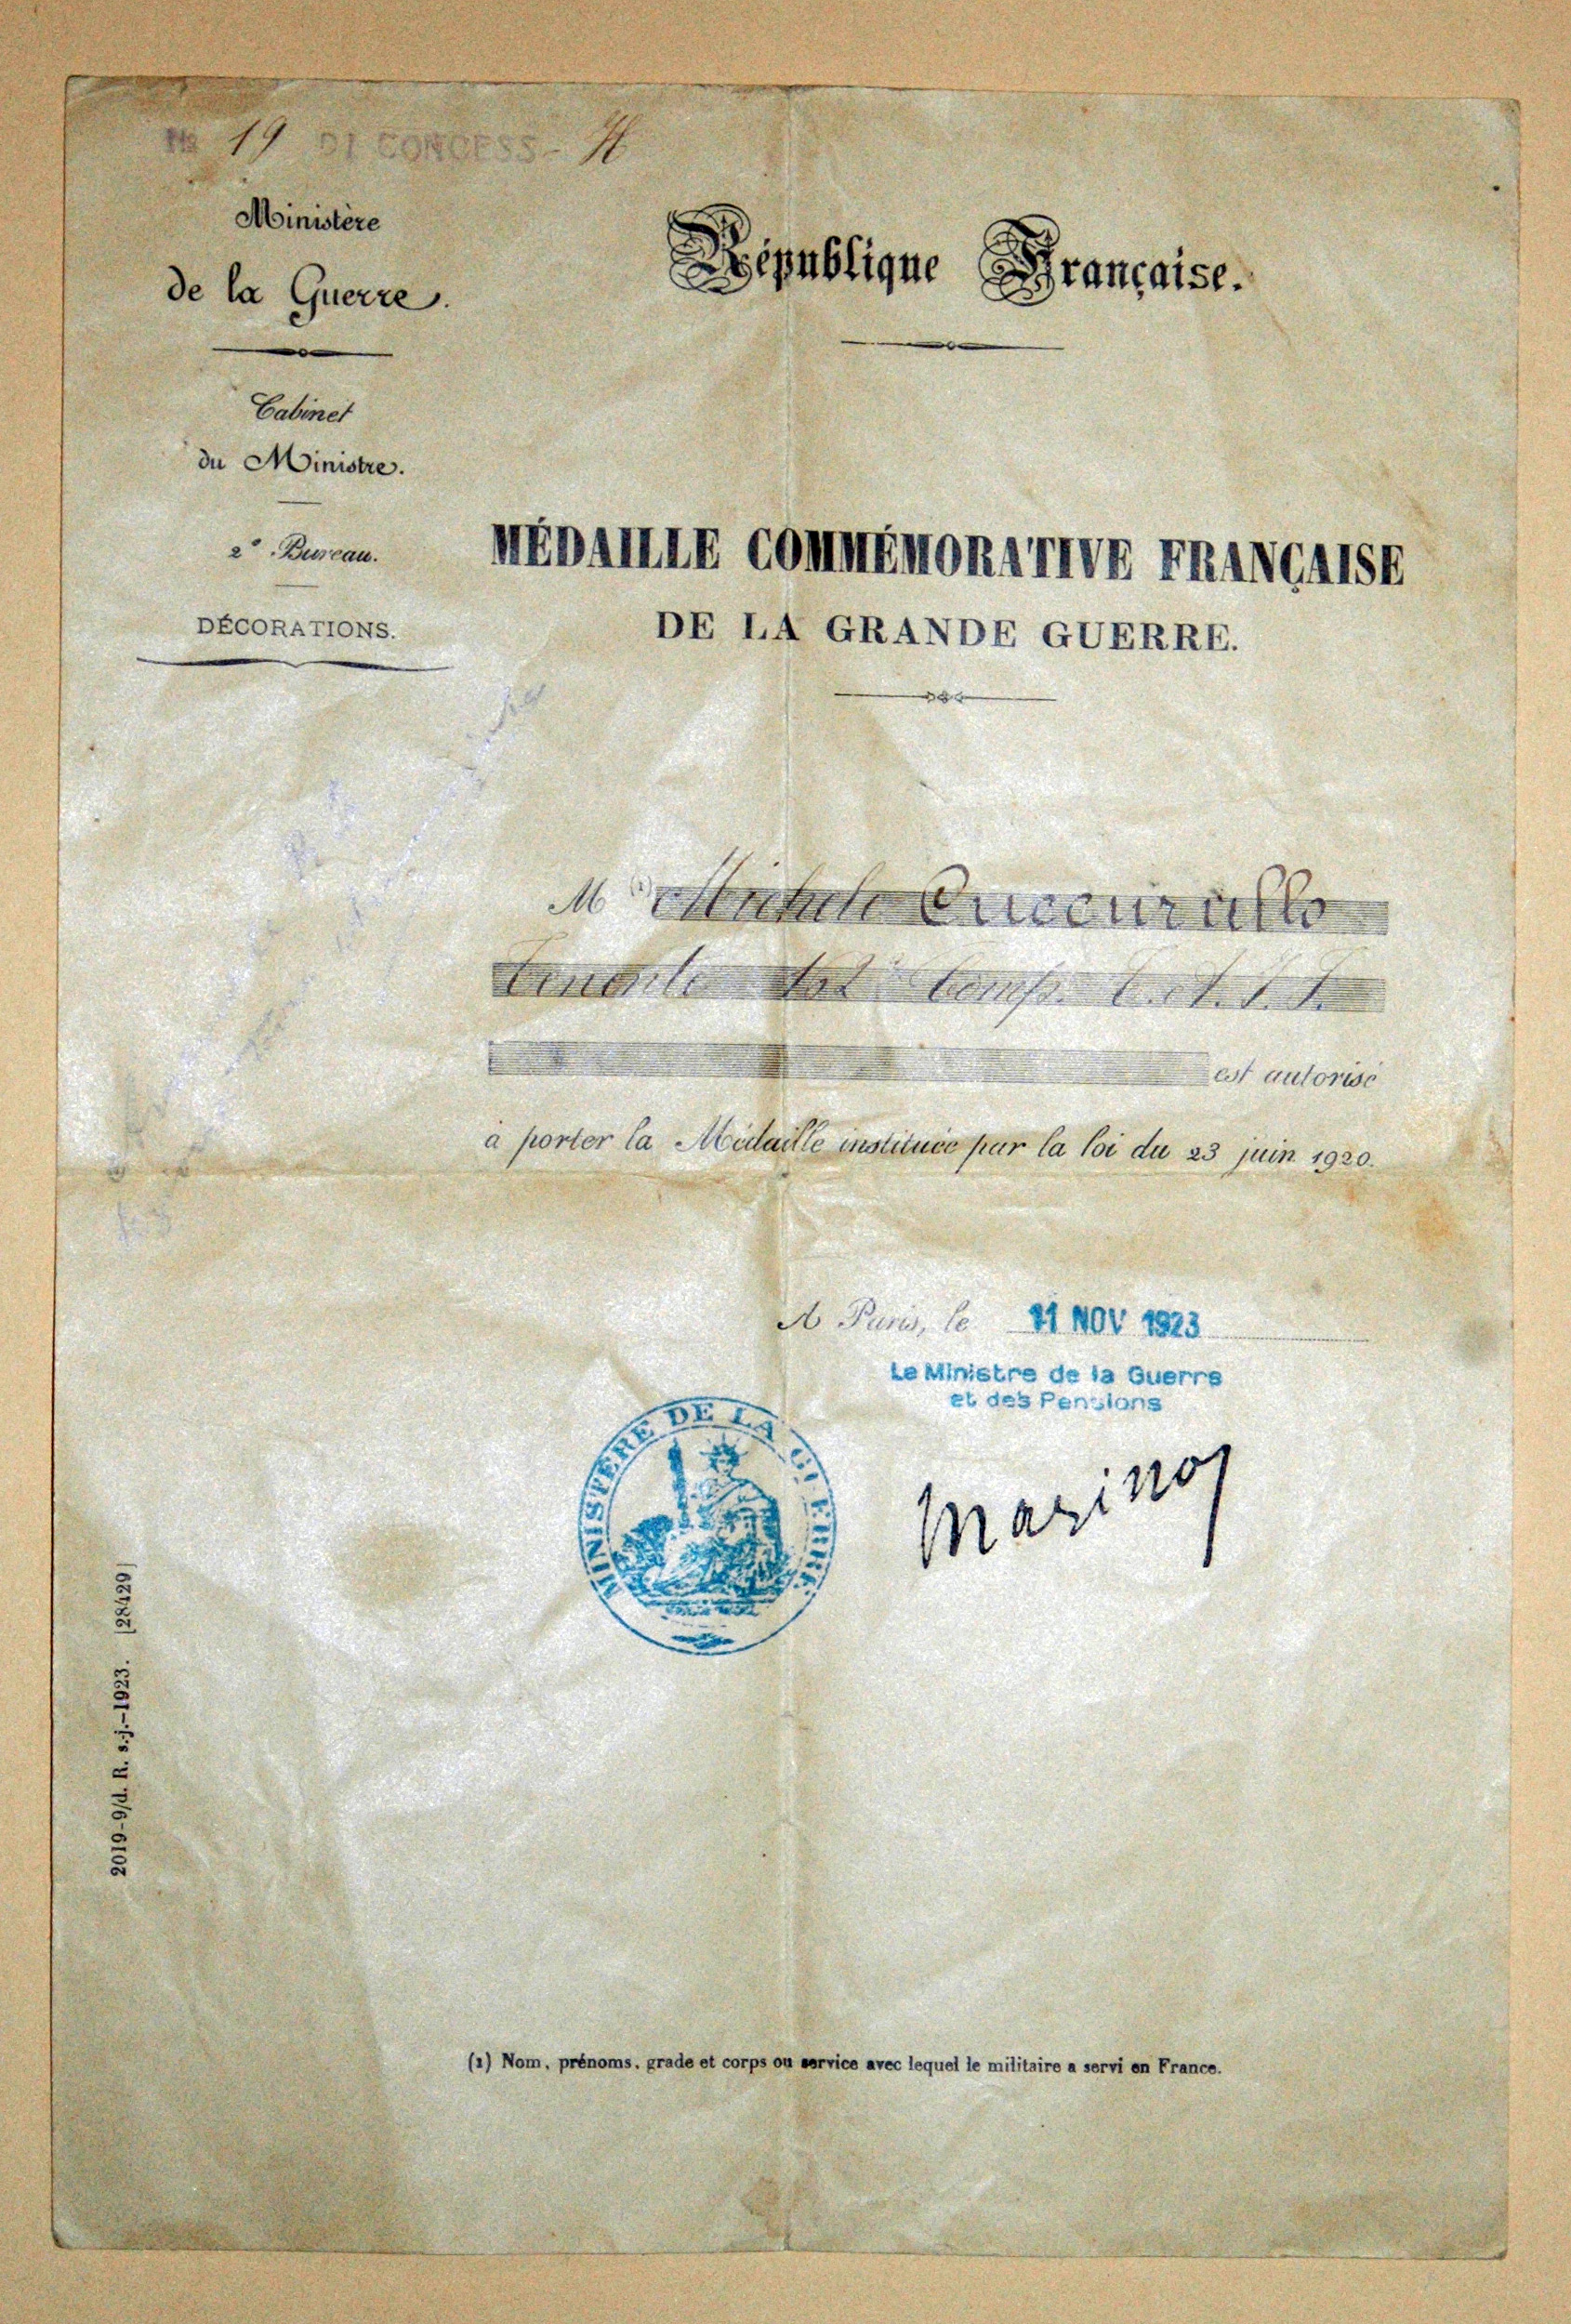 No 19 DI CONCESS- H
Ministère
de la Guerre.
Cabinet
du Ministre.
2e Bureau.
DÉCORATIONS.
République Française.
MÉDAILLE COMMÉMORATIVE FRANÇAISE
DE LA GRANDE GUERRE.
M (1) Michele Cuccurullo
Tenente Comp.
est autorisé
à porter la Médaille instituée par la loi du 23 juin 1920.
A Paris, le 11 NOV 1923
Le Ministre de la Guerre
et des Pensions
MINISTÈRE DE LA GUERRE
Maginot
2019-9/d. R. s.j.-1923. [28429]
(1) Nom, prénoms, grade et corps ou service avec lequel le militaire a servi en France.